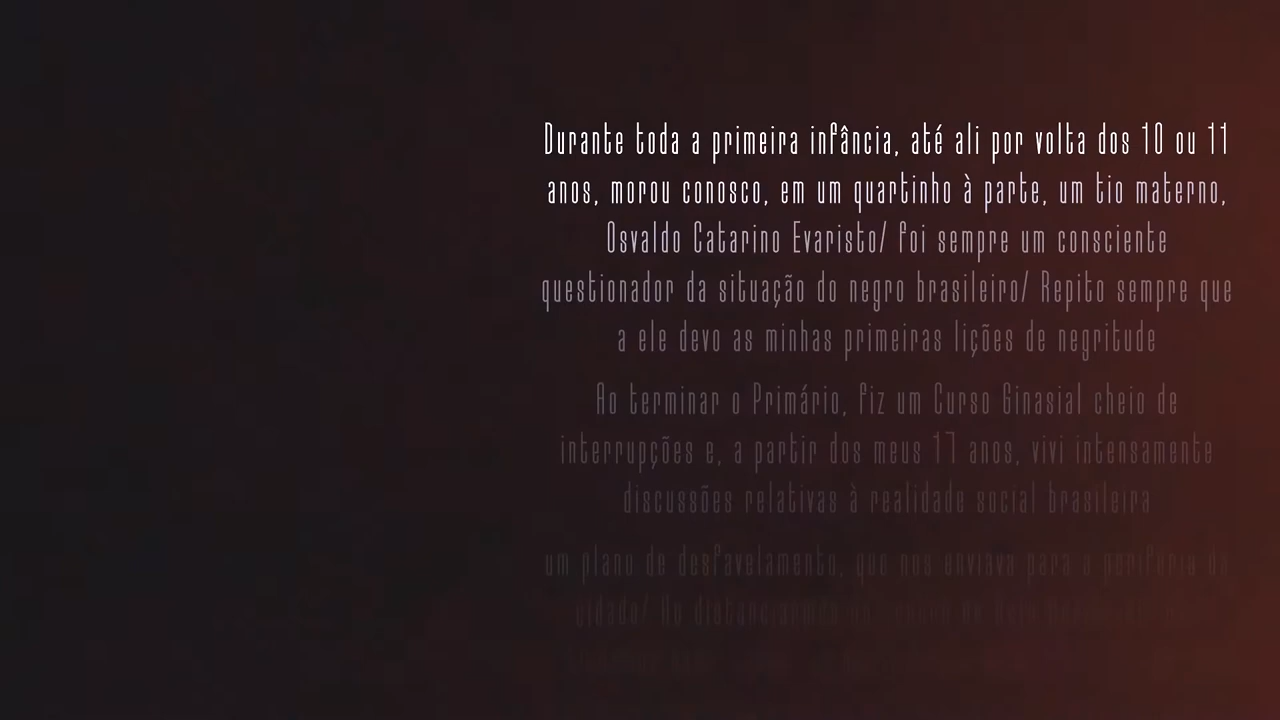 Durante toda a primeira infância, até ali por volta dos 10 ou 11
anos, morou conosco, em um quartinho à parte, um tio materno,
Osvaldo Catarino Evaristo/ foi sempre um consciente
questionador da situação do negro brasileiro/ Repito sempre que
a ele devo as minhas primeiras lições de negritude
Ao terminar o Primário, fiz um Curso Ginasial cheio de
interrupções e, a partir dos meus 17 anos, vivi intensamente
discussões relativas à realidade social brasileira
um plano de desfavelamento, que nos enviava para a periferia da
cidade/ Ao